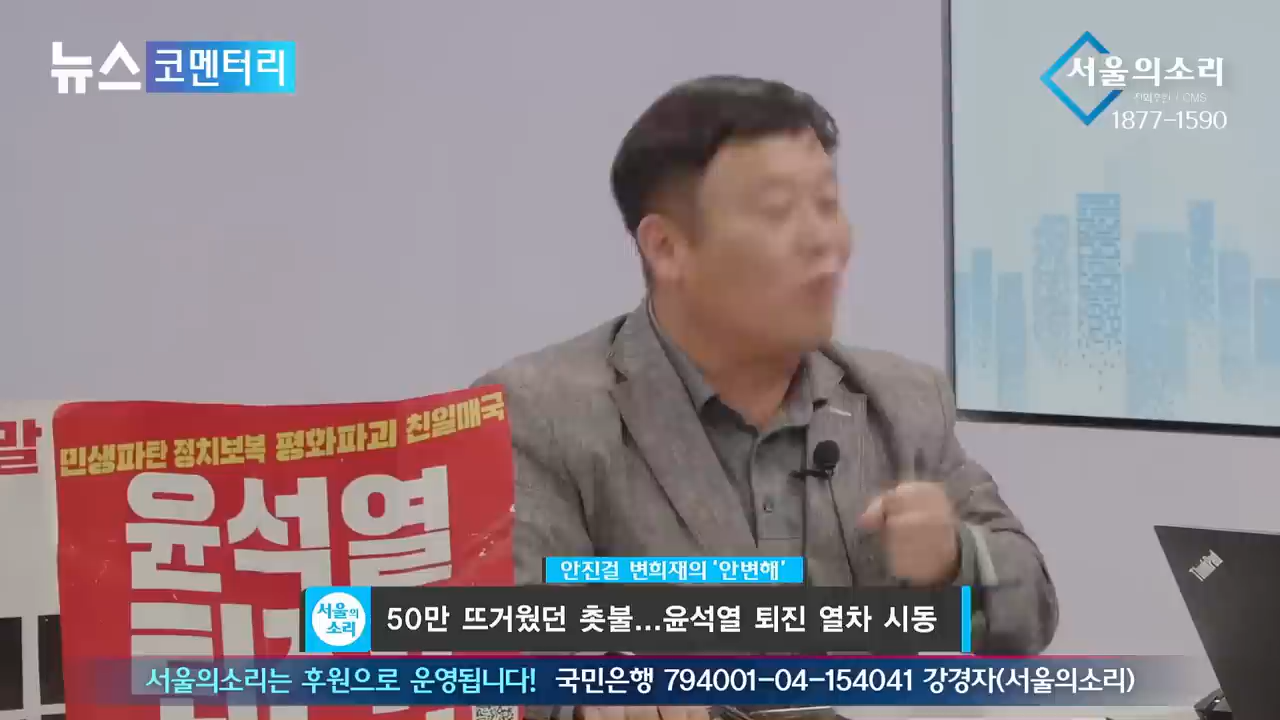 뉴스 코멘터리
서울의소리
1877-1590
말
민생파탄 정치보복 평화파괴 친일매국
윤석열
ThinkPad
안진걸 변희재의 '안변해'
서울의
소리
50만 뜨거웠던 촛불...윤석열 퇴진 열차 시동
서울의소리는 후원으로 운영됩니다! 국민은행 794001-04-154041 강경자(서울의소리)